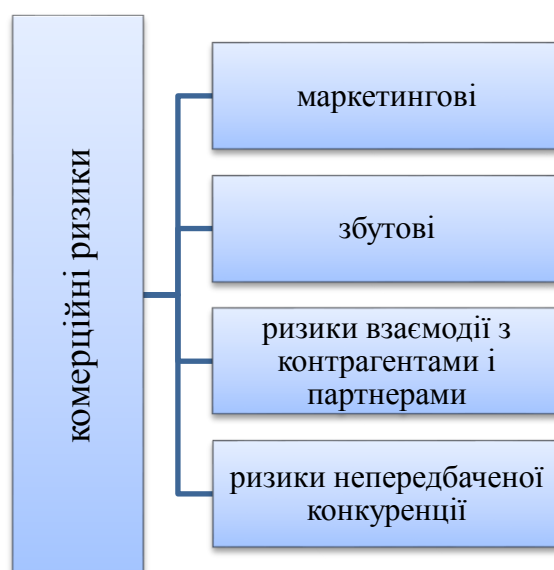 комерційні ризики
маркетингові
збутові
ризики взаємодії з
контрагентами і
партнерами
ризики непередбаченої
конкуренції